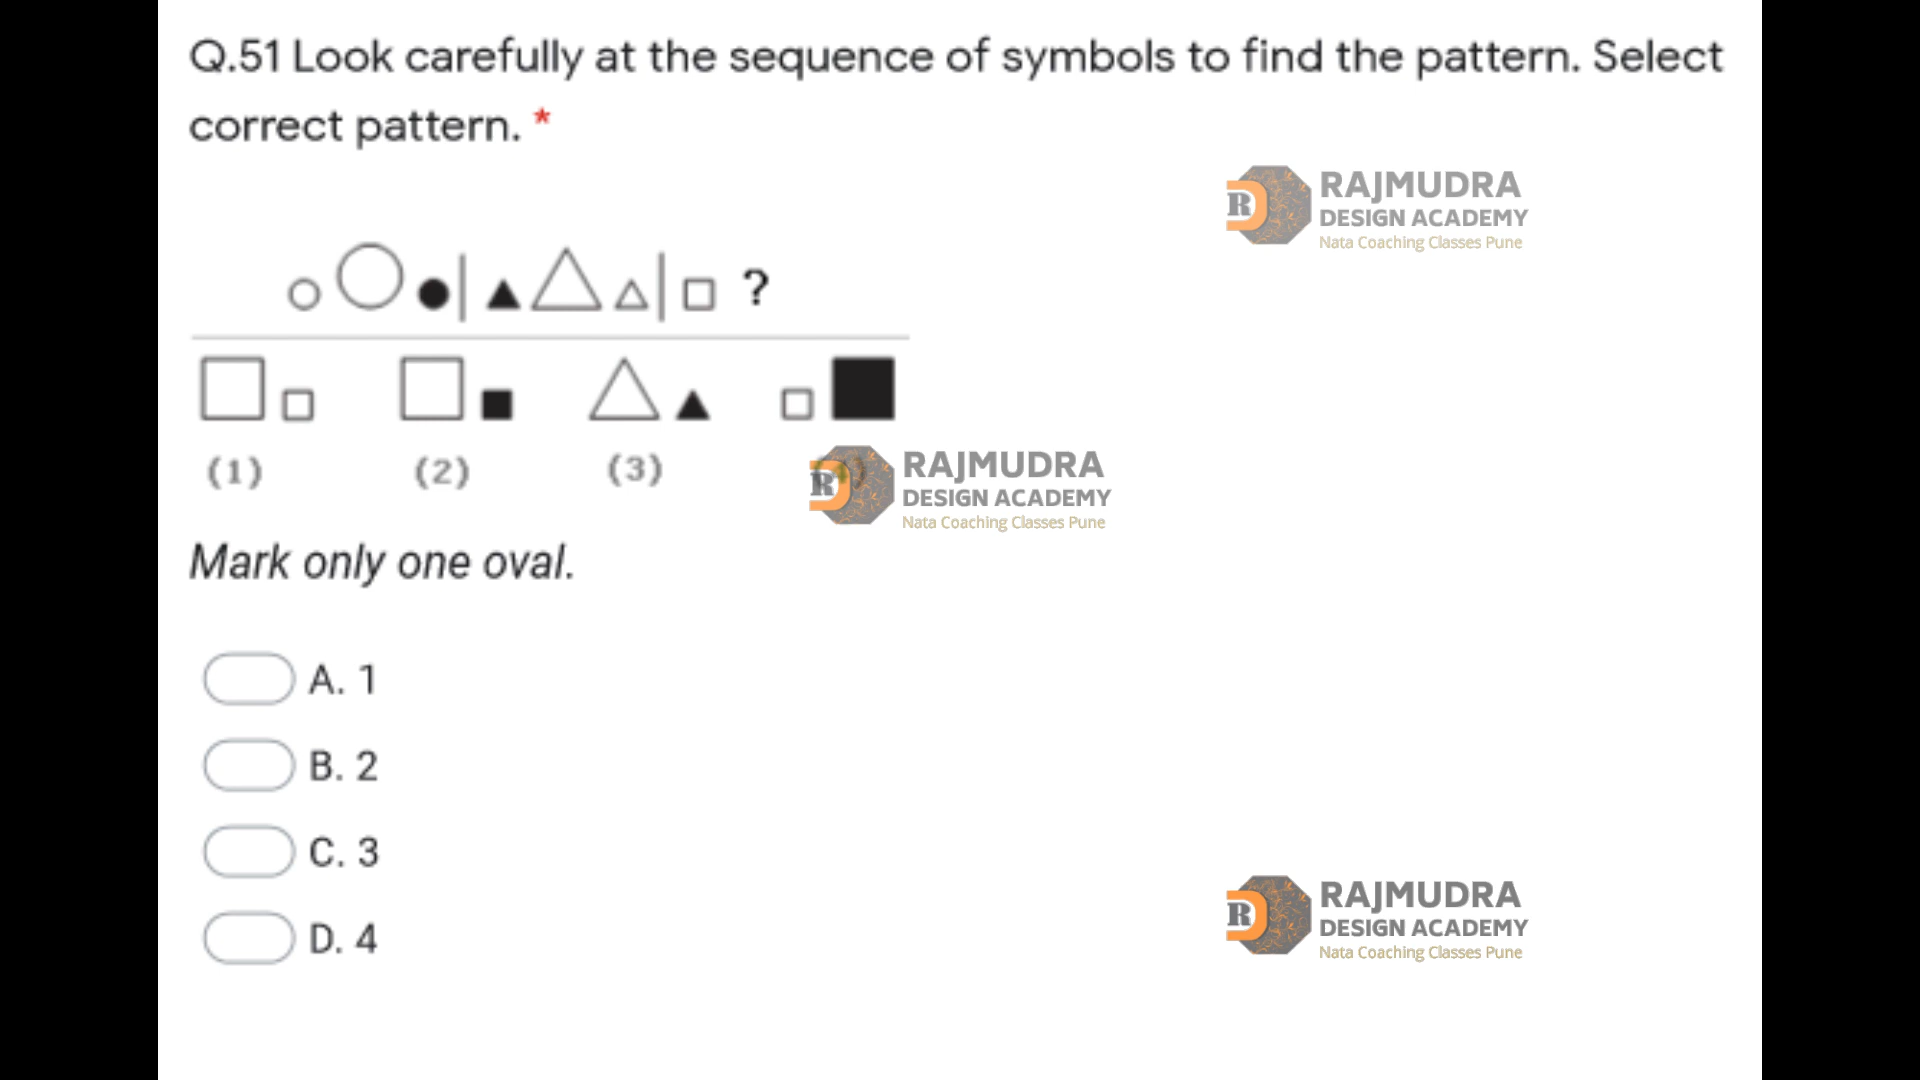 Q.51 Look carefully at the sequence of symbols to find the pattern. Select
correct pattern. *
RAJMUDRA
DESIGN ACADEMY
Nata Coaching Classes Pune
?
(1) (2) (3)
R
RAJMUDRA
DESIGN ACADEMY
Nata Coaching Classes Pune
Mark only one oval.
A. 1
B. 2
C. 3
D. 4
R
RAJMUDRA
DESIGN ACADEMY
Nata Coaching Classes Pune